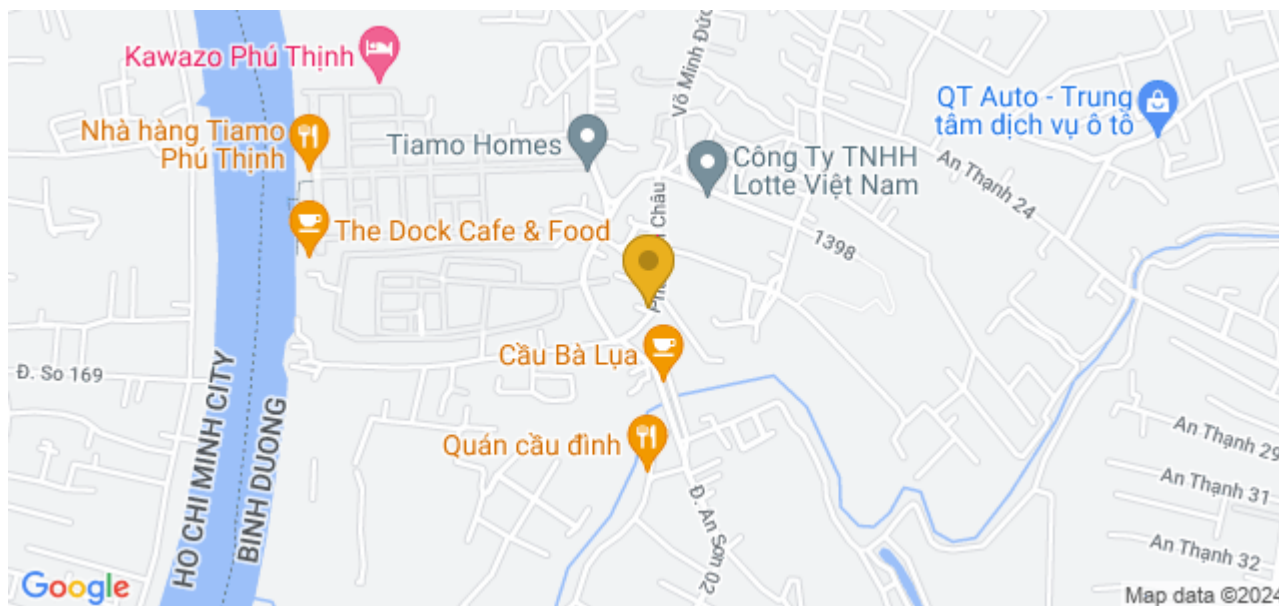 Kawazo Phú Thịnh
Nhà hàng Tiamo
Phú Thịnh
Tiamo Homes
Võ Minh Đức
QT Auto - Trung
tâm dịch vụ ô tô
Công Ty TNHH
Lotte Việt Nam
An Thạnh 24
Châu
The Dock Cafe & Food
1398
Cầu Bà Lụa
Đ. Số 169
HO CHI MINH CITY
BINH DUONG
Quán cầu đình
Đ. An Sơn 02
An Thạnh 29
An Thạnh 31
An Thạnh 32
Google
Map data ©2024